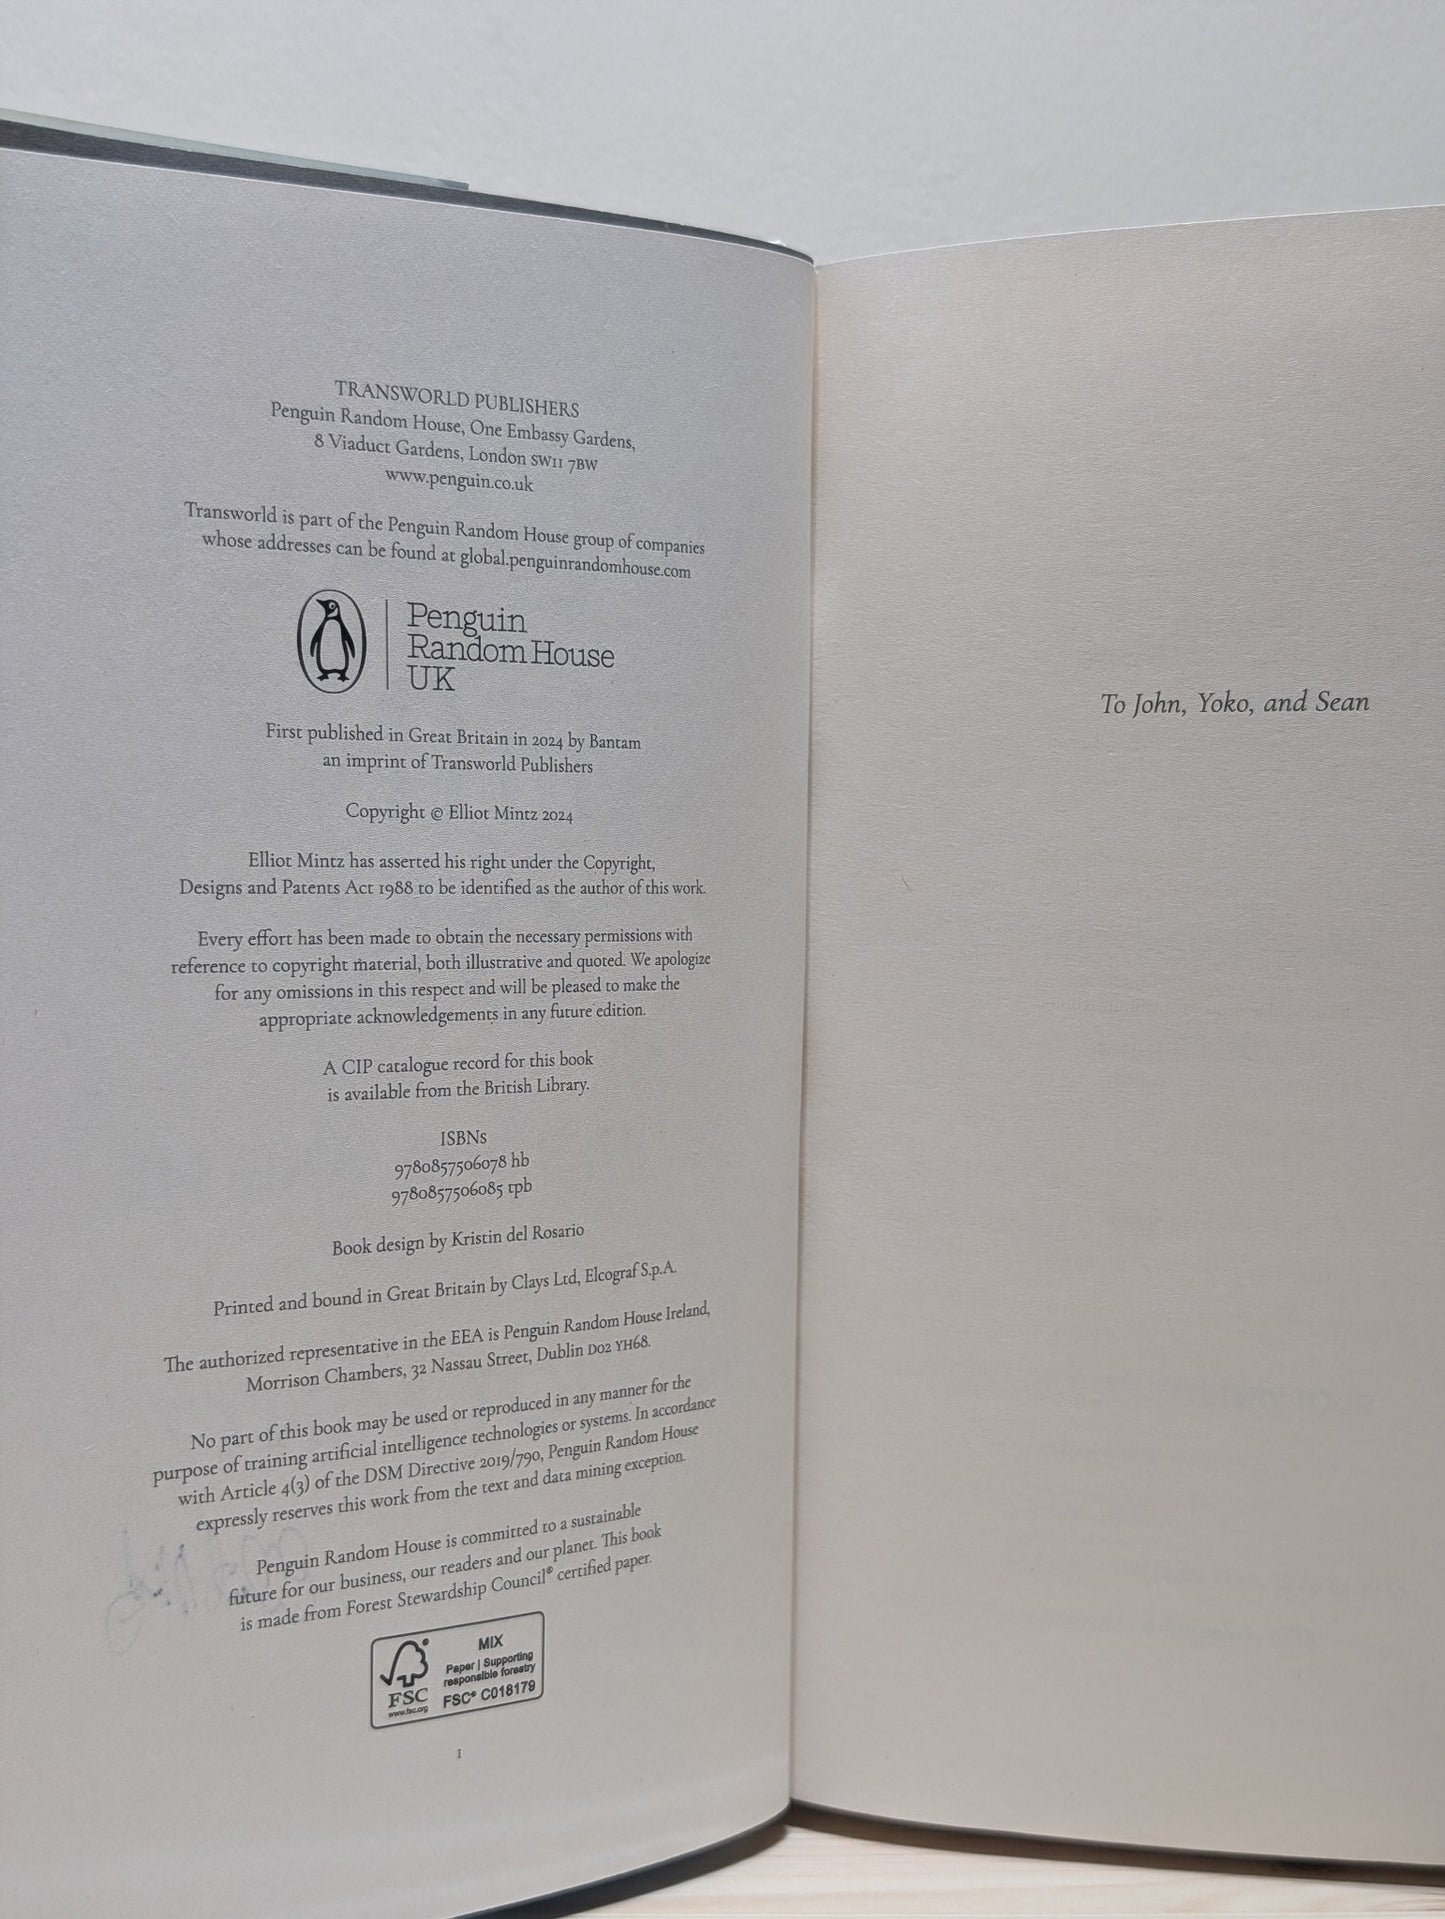 TRANSWORLD PUBLISHERS
Penguin Random House, One Embassy Gardens,
8 Viaduct Gardens, London SW11 7BW
www.penguin.co.uk
Transworld is part of the Penguin Random House group of companies
whose addresses can be found at global.penguinrandomhouse.com
Penguin
Random House
UK
First published in Great Britain in 2024 by Bantam
an imprint of Transworld Publishers
Copyright © Elliot Mintz 2024
Elliot Mintz has asserted his right under the Copyright,
Designs and Patents Act 1988 to be identified as the author of this work.
Every effort has been made to obtain the necessary permissions with
reference to copyright material, both illustrative and quoted. We apologize
for any omissions in this respect and will be pleased to make the
appropriate acknowledgements in any future edition.
A CIP catalogue record for this book
is available from the British Library.
ISBNs
9780857506078 hb
9780857506085 tpb
Book design by Kristin del Rosario
Printed and bound in Great Britain by Clays Ltd, Elcograf S.p.A.
The authorized representative in the EEA is Penguin Random House Ireland,
Morrison Chambers, 32 Nassau Street, Dublin D02 YH68.
No part of this book may be used or reproduced in any manner for the
purpose of training artificial intelligence technologies or systems. In accordance
with Article 4(3) of the DSM Directive 2019/790, Penguin Random House
expressly reserves this work from the text and data mining exception.
Penguin Random House is committed to a sustainable
future for our business, our readers and our planet. This book
is made from Forest Stewardship Council® certified paper.
FSC
www.fsc.org
MIX
Paper | Supporting
responsible forestry
FSC® C018179
1
To John, Yoko, and Sean